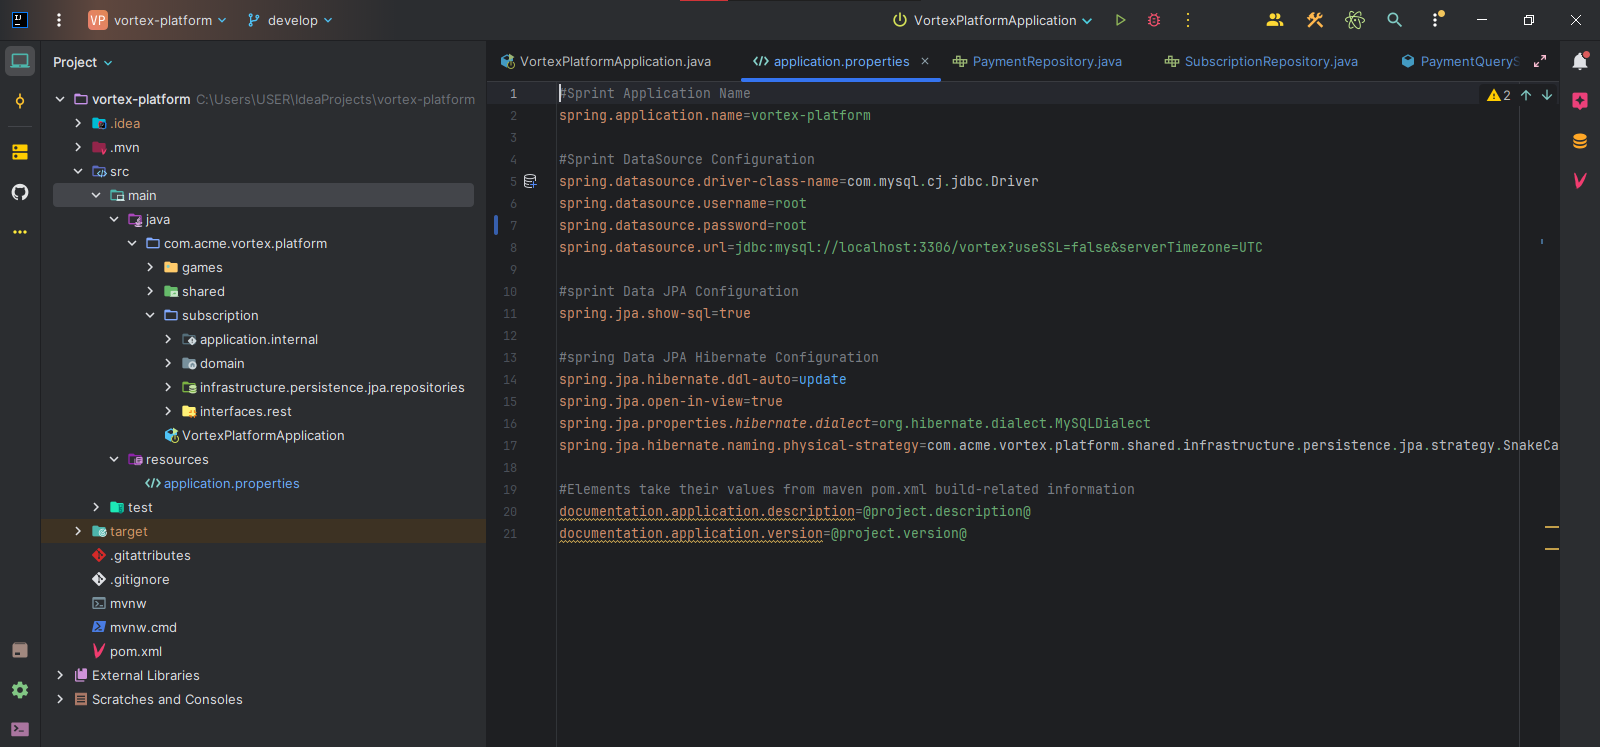 VP vortex-platform develop VortexPlatformApplication
Project
vortex-platform C:\Users\USER\IdeaProjects\vortex-platform
.idea
.mvn
src
main
java
com.acme.vortex.platform
games
shared
subscription
application.internal
domain
infrastructure.persistence.jpa.repositories
interfaces.rest
VortexPlatformApplication
resources
application.properties
test
target
.gitattributes
.gitignore
mvnw
mvnw.cmd
pom.xml
External Libraries
Scratches and Consoles
VortexPlatformApplication.java application.properties PaymentRepository.java SubscriptionRepository.java PaymentQueryS
2
1 #Sprint Application Name
2 spring.application.name=vortex-platform
3
4 #Sprint DataSource Configuration
5 spring.datasource.driver-class-name=com.mysql.cj.jdbc.Driver
6 spring.datasource.username=root
7 spring.datasource.password=root
8 spring.datasource.url=jdbc:mysql://localhost:3306/vortex?useSSL=false&serverTimezone=UTC
9
10 #sprint Data JPA Configuration
11 spring.jpa.show-sql=true
12
13 #spring Data JPA Hibernate Configuration
14 spring.jpa.hibernate.ddl-auto=update
15 spring.jpa.open-in-view=true
16 spring.jpa.properties.hibernate.dialect=org.hibernate.dialect.MySQLDialect
17 spring.jpa.hibernate.naming.physical-strategy=com.acme.vortex.platform.shared.infrastructure.persistence.jpa.strategy.SnakeCa
18
19 #Elements take their values from maven pom.xml build-related information
20 documentation.application.description=@project.description@
21 documentation.application.version=@project.version@